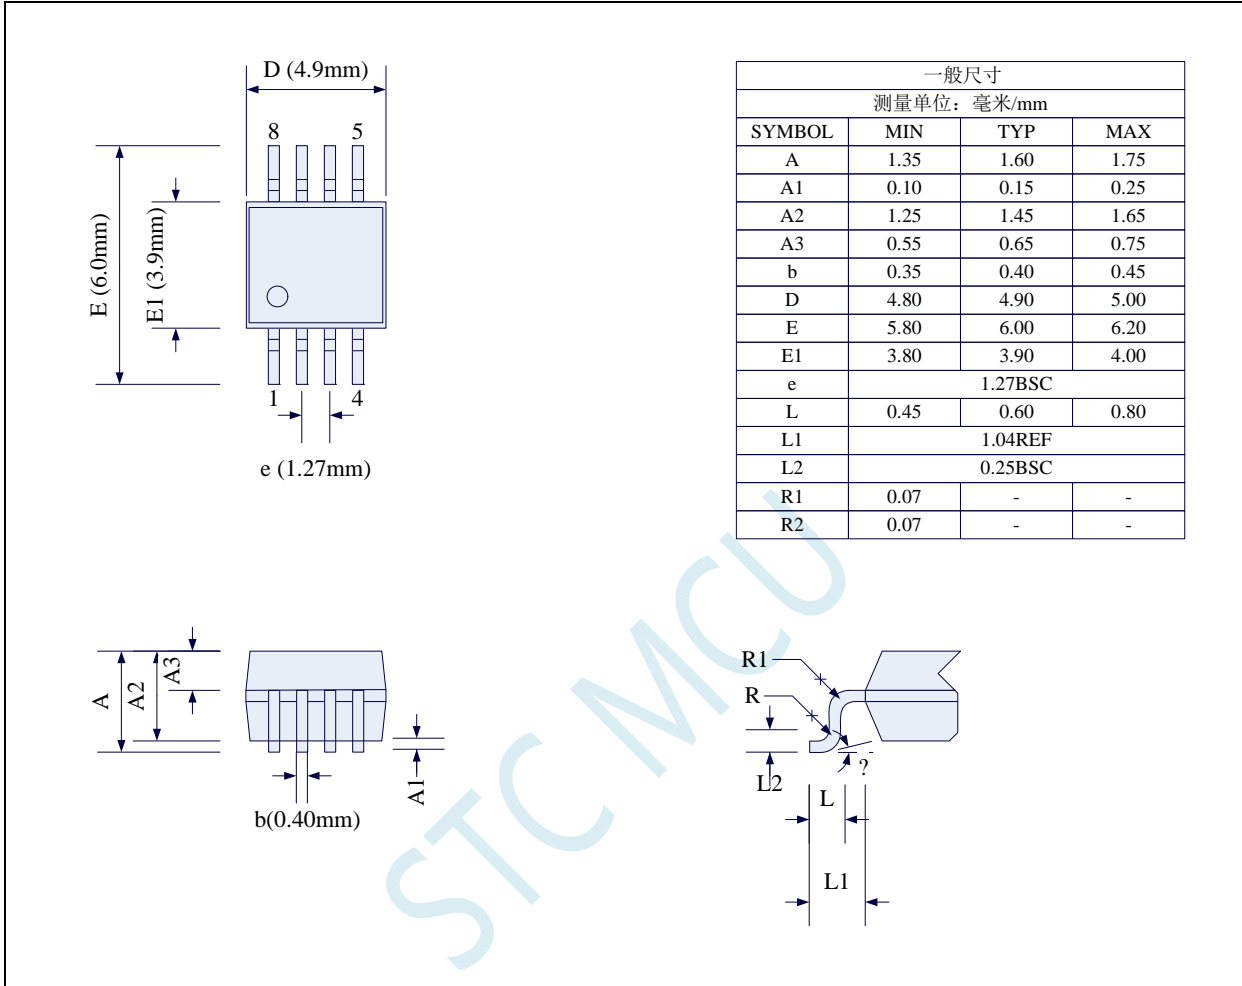 D (4.9mm)
8 5
E (6.0mm)
E1 (3.9mm)
1 4
e (1.27mm)
一般尺寸
测量单位：毫米/mm
SYMBOL MIN TYP MAX
A 1.35 1.60 1.75
A1 0.10 0.15 0.25
A2 1.25 1.45 1.65
A3 0.55 0.65 0.75
b 0.35 0.40 0.45
D 4.80 4.90 5.00
E 5.80 6.00 6.20
E1 3.80 3.90 4.00
e 1.27BSC
L 0.45 0.60 0.80
L1 1.04REF
L2 0.25BSC
R1 0.07 - -
R2 0.07 - -
A
A2
A3
A1
b(0.40mm)
R1
R
L2
?
L
L1
STC MCU